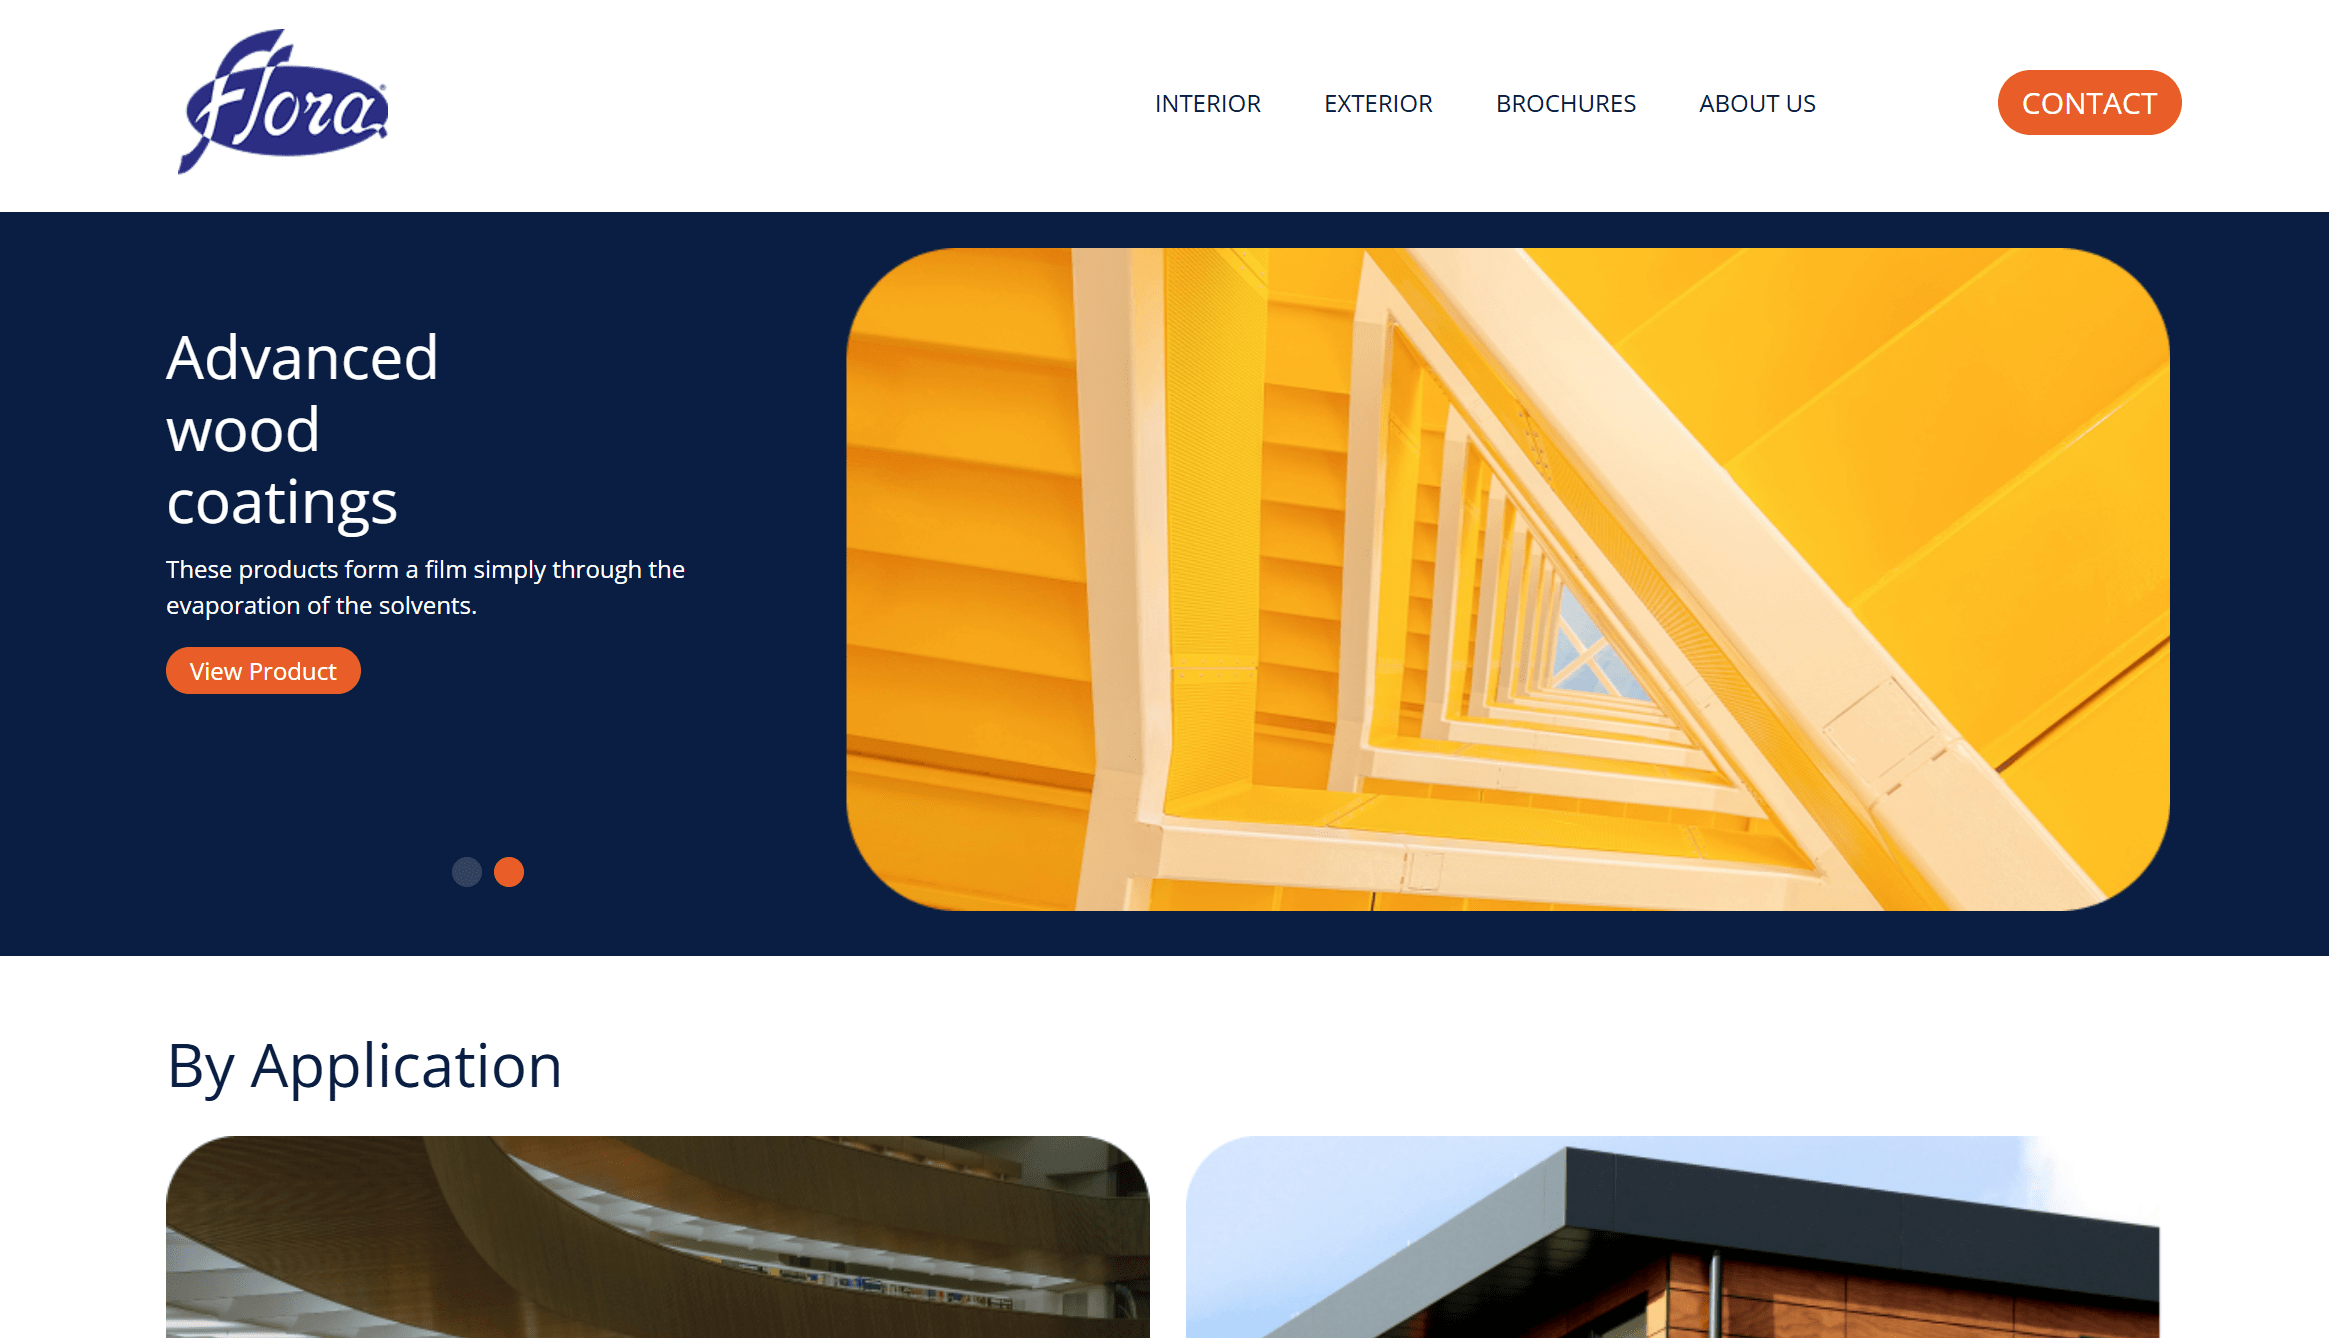 Flora
INTERIOR
EXTERIOR
BROCHURES
ABOUT US
CONTACT
Advanced
wood
coatings
These products form a film simply through the
evaporation of the solvents.
View Product
By Application